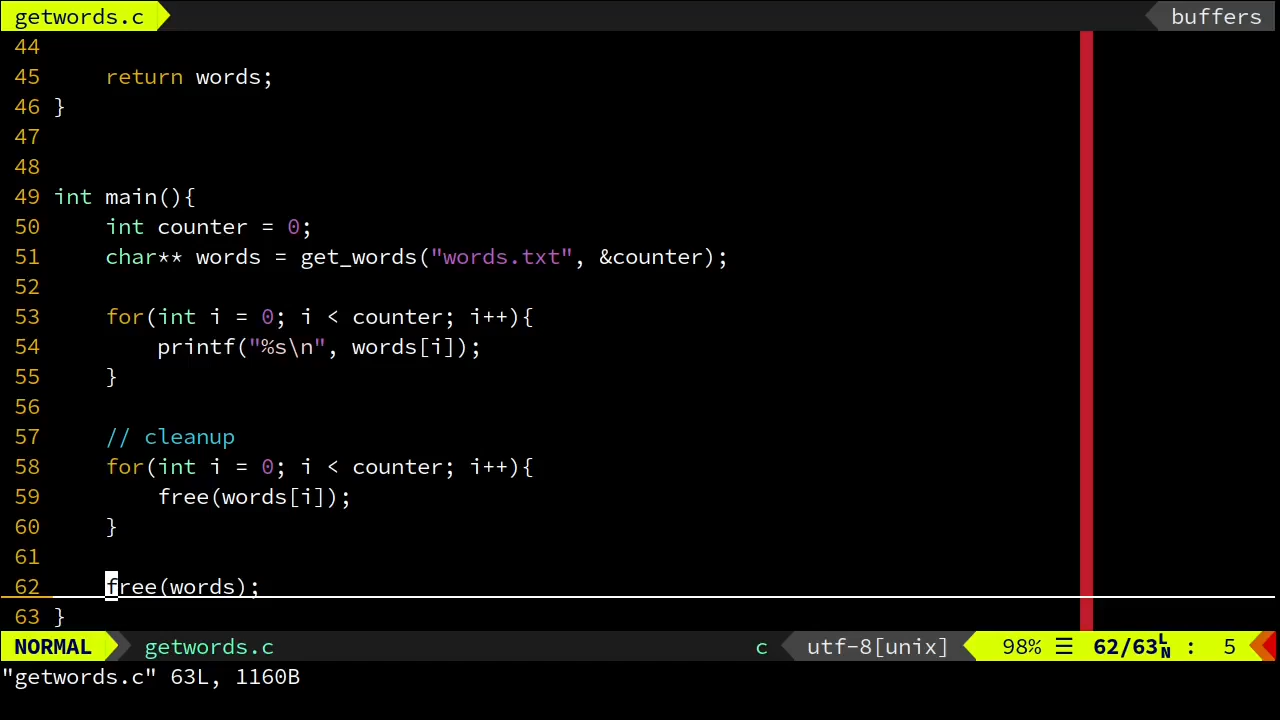 getwords.c buffers
44
45     return words;
46 }
47
48
49 int main(){
50     int counter = 0;
51     char** words = get_words("words.txt", &counter);
52
53     for(int i = 0; i < counter; i++){
54         printf("%s\n", words[i]);
55     }
56
57     // cleanup
58     for(int i = 0; i < counter; i++){
59         free(words[i]);
60     }
61
62     free(words);
63 }
NORMAL getwords.c c utf-8[unix] 98% ☰ 62/63 LN : 5
"getwords.c" 63L, 1160B